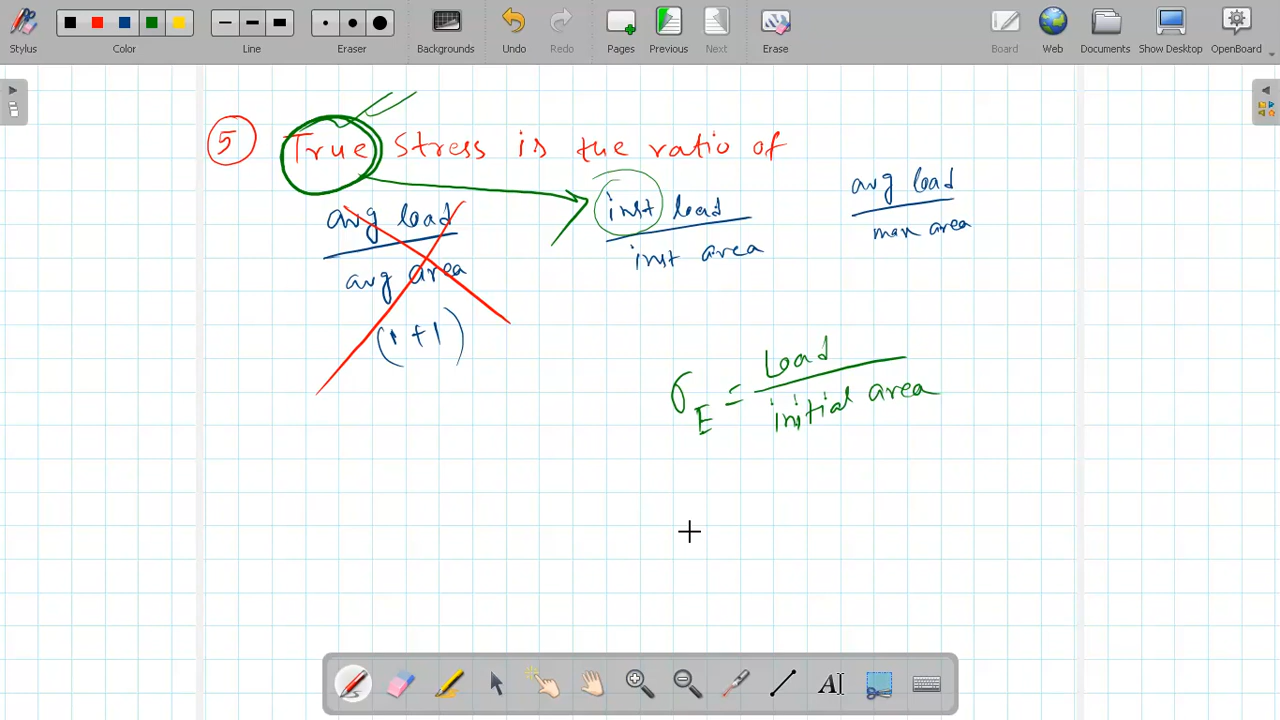 Stylus
Color
Line
Eraser
Backgrounds
Undo
Redo
Pages
Previous
Next
Erase
Board
Web
Documents
Show Desktop
OpenBoard
5 True stress is the ratio of
avg load
avg area
(1+1)
inst load
inst area
avg load
max area
σE = Load
initial area
AI